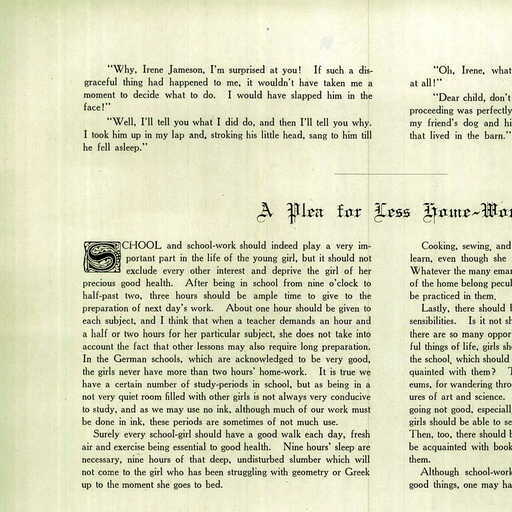 "Why, Irene Jameson, I'm surprised at you! If such a dis-
graceful thing had happened to me, it wouldn't have taken me a
moment to decide what to do. I would have slapped him in the
face!"
"Well, I'll tell you what I did do, and then I'll tell you why.
I took him up in my lap and, stroking his little head, sang to him till
he fell asleep."
"Oh, Irene, what
at all!"
"Dear child, don't
proceeding was perfectly
my friend's dog and hi
that lived in the barn."
A Plea for Less Home-Wor
SCHOOL and school-work should indeed play a very im-
portant part in the life of the young girl, but it should not
exclude every other interest and deprive the girl of her
precious good health. After being in school from nine o'clock to
half-past two, three hours should be ample time to give to the
preparation of next day's work. About one hour should be given to
each subject, and I think that when a teacher demands an hour and
a half or two hours for her particular subject, she does not take into
account the fact that other lessons may also require long preparation.
In the German schools, which are acknowledged to be very good,
the girls never have more than two hours' home-work. It is true we
have a certain number of study-periods in school, but as being in a
not very quiet room filled with other girls is not always very conducive
to study, and as we may use no ink, although much of our work must
be done in ink, these periods are sometimes of not much use.
Surely every school-girl should have a good walk each day, fresh
air and exercise being essential to good health. Nine hours' sleep are
necessary, nine hours of that deep, undisturbed slumber which will
not come to the girl who has been struggling with geometry or Greek
up to the moment she goes to bed.
Cooking, sewing, and
learn, even though she
Whatever the many eman
of the home belong pecul
be practiced in them.
Lastly, there should b
sensibilities. Is it not sh
there are so many oppor
ful things of life, girls sh
the school, which should
quainted with them? T
eums, for wandering throu
ures of art and science.
going not good, especiall
girls should be able to se
Then, too, there should b
be acquainted with book
them.
Although school-work
good things, one may ha